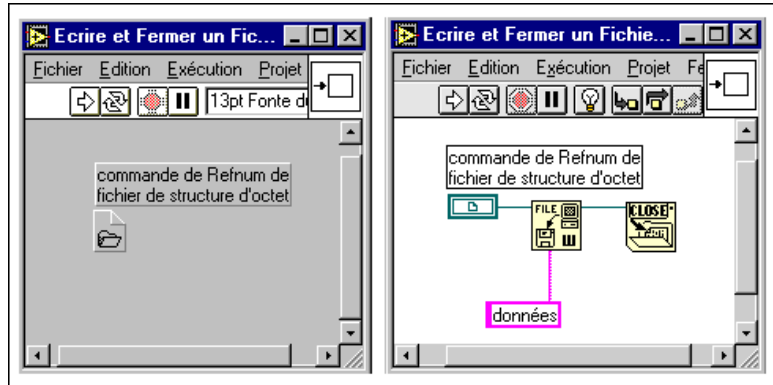 Ecrire et Fermer un Fic...
Fichier Edition Exécution Projet
13pt Fonte d
commande de Refnum de
fichier de structure d'octet
Ecrire et Fermer un Fichie...
Fichier Edition Exécution Projet Fe
commande de Refnum de
fichier de structure d'octet
FILE
CLOSE
données